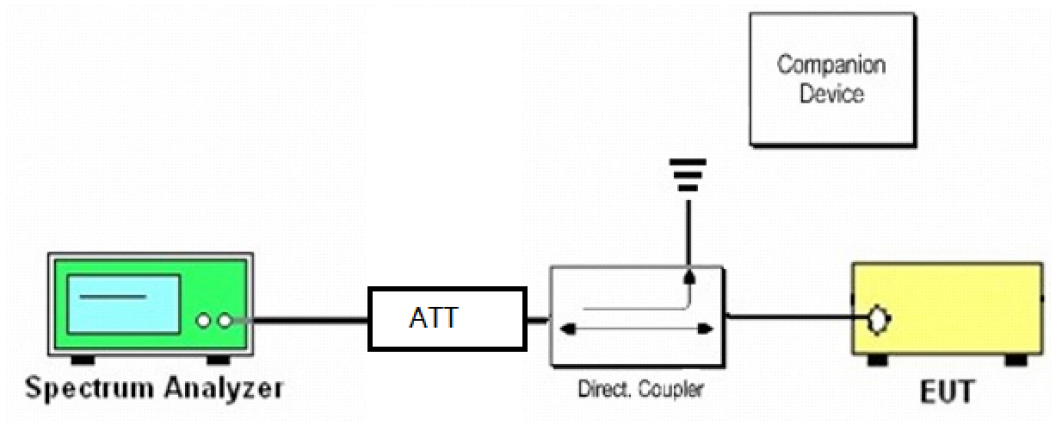 Companion
Device
ATT
Spectrum Analyzer
Direct. Coupler
EUT